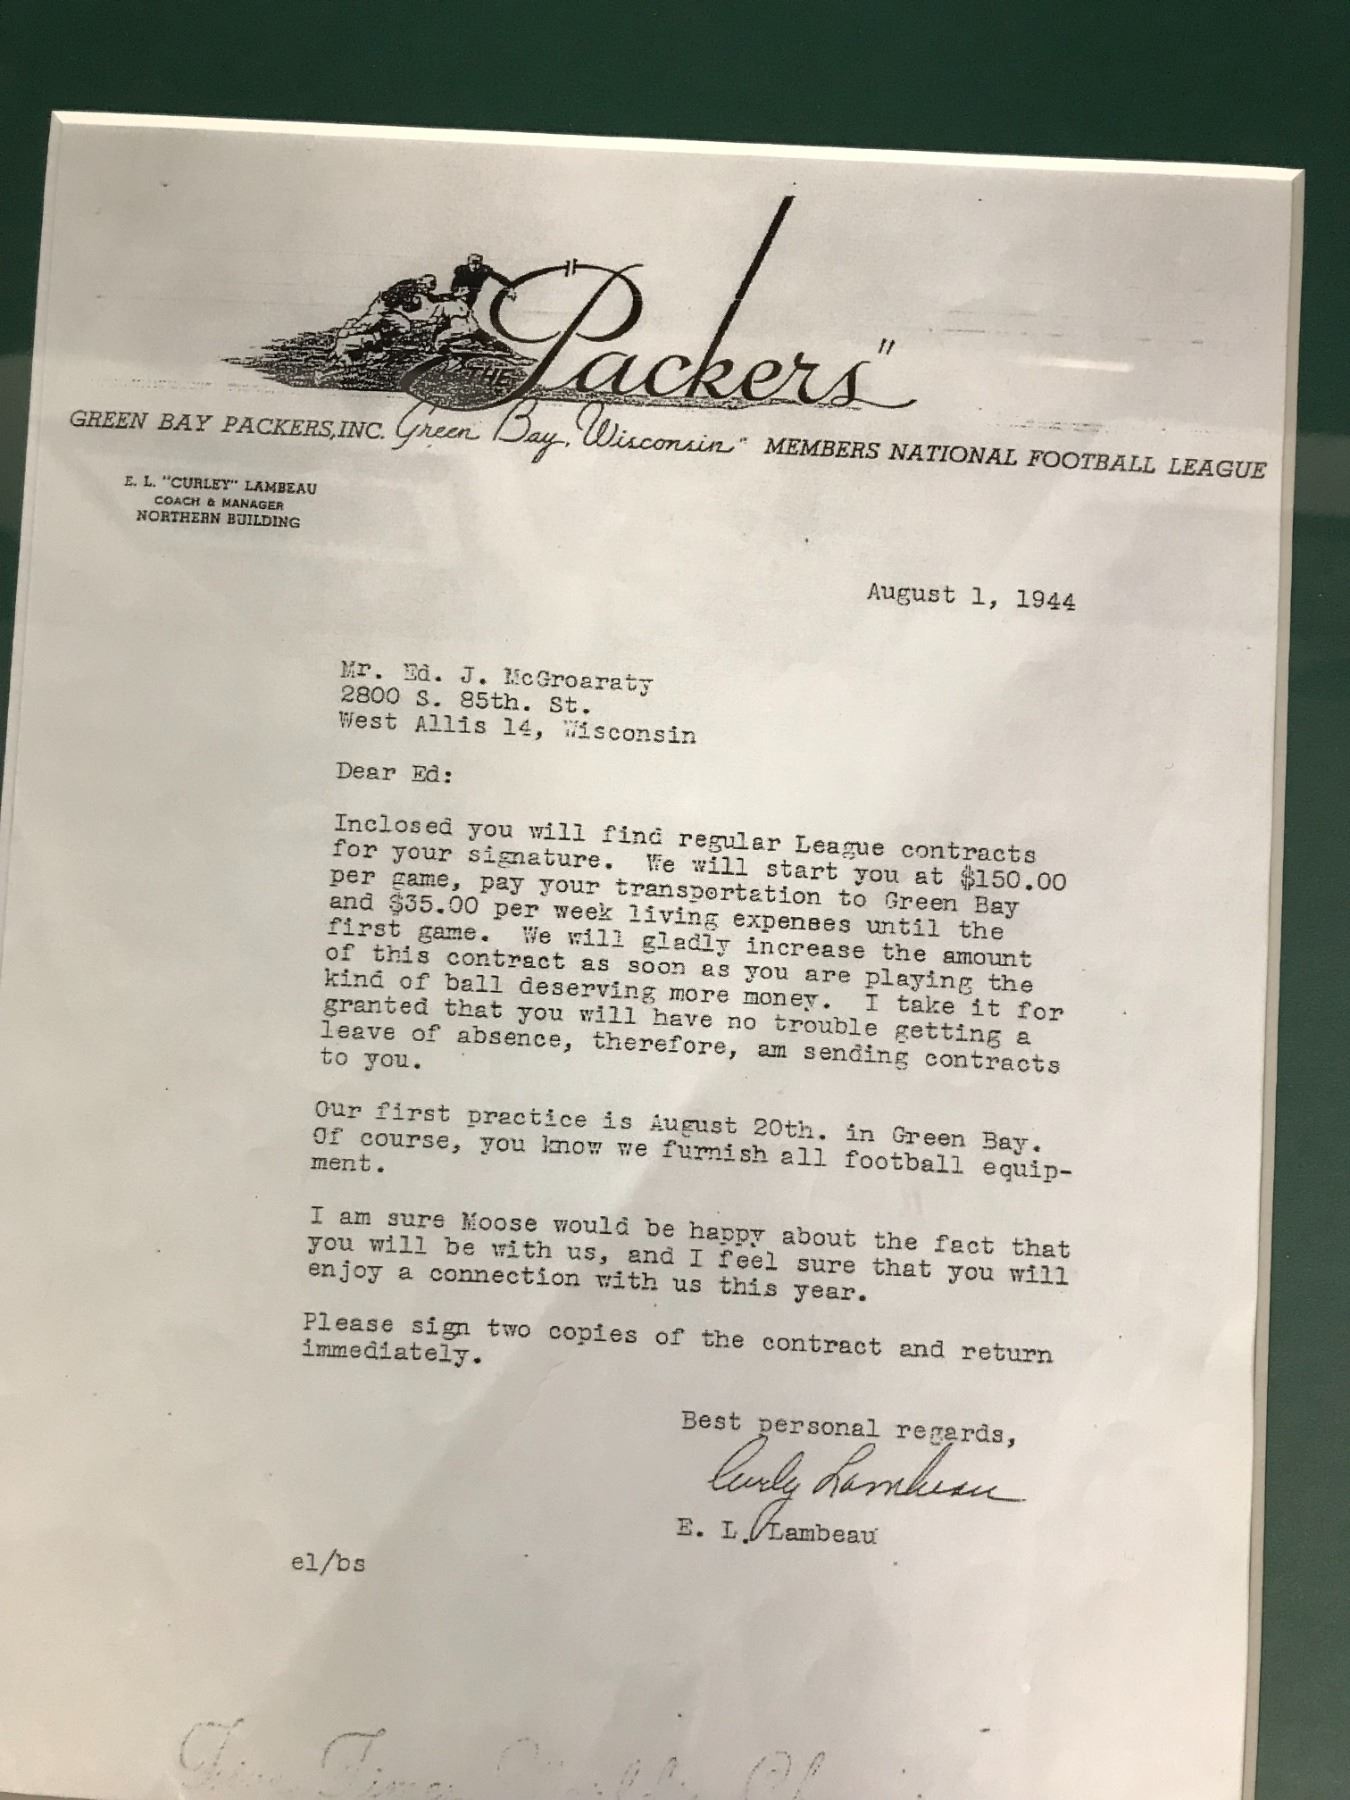 "THE Packers"
GREEN BAY PACKERS, INC. Green Bay, Wisconsin MEMBERS NATIONAL FOOTBALL LEAGUE
E. L. "CURLEY" LAMBEAU
COACH & MANAGER
NORTHERN BUILDING
August 1, 1944
Mr. Ed. J. McGroaraty
2800 S. 85th. St.
West Allis 14, Wisconsin
Dear Ed:
Inclosed you will find regular League contracts
for your signature. We will start you at $150.00
per game, pay your transportation to Green Bay
and $35.00 per week living expenses until the
first game. We will gladly increase the amount
of this contract as soon as you are playing the
kind of ball deserving more money. I take it for
granted that you will have no trouble getting a
leave of absence, therefore, am sending contracts
to you.
Our first practice is August 20th. in Green Bay.
Of course, you know we furnish all football equip-
ment.
I am sure Moose would be happy about the fact that
you will be with us, and I feel sure that you will
enjoy a connection with us this year.
Please sign two copies of the contract and return
immediately.
Best personal regards,
Curly Lambeau
E. L. Lambeau
el/bs